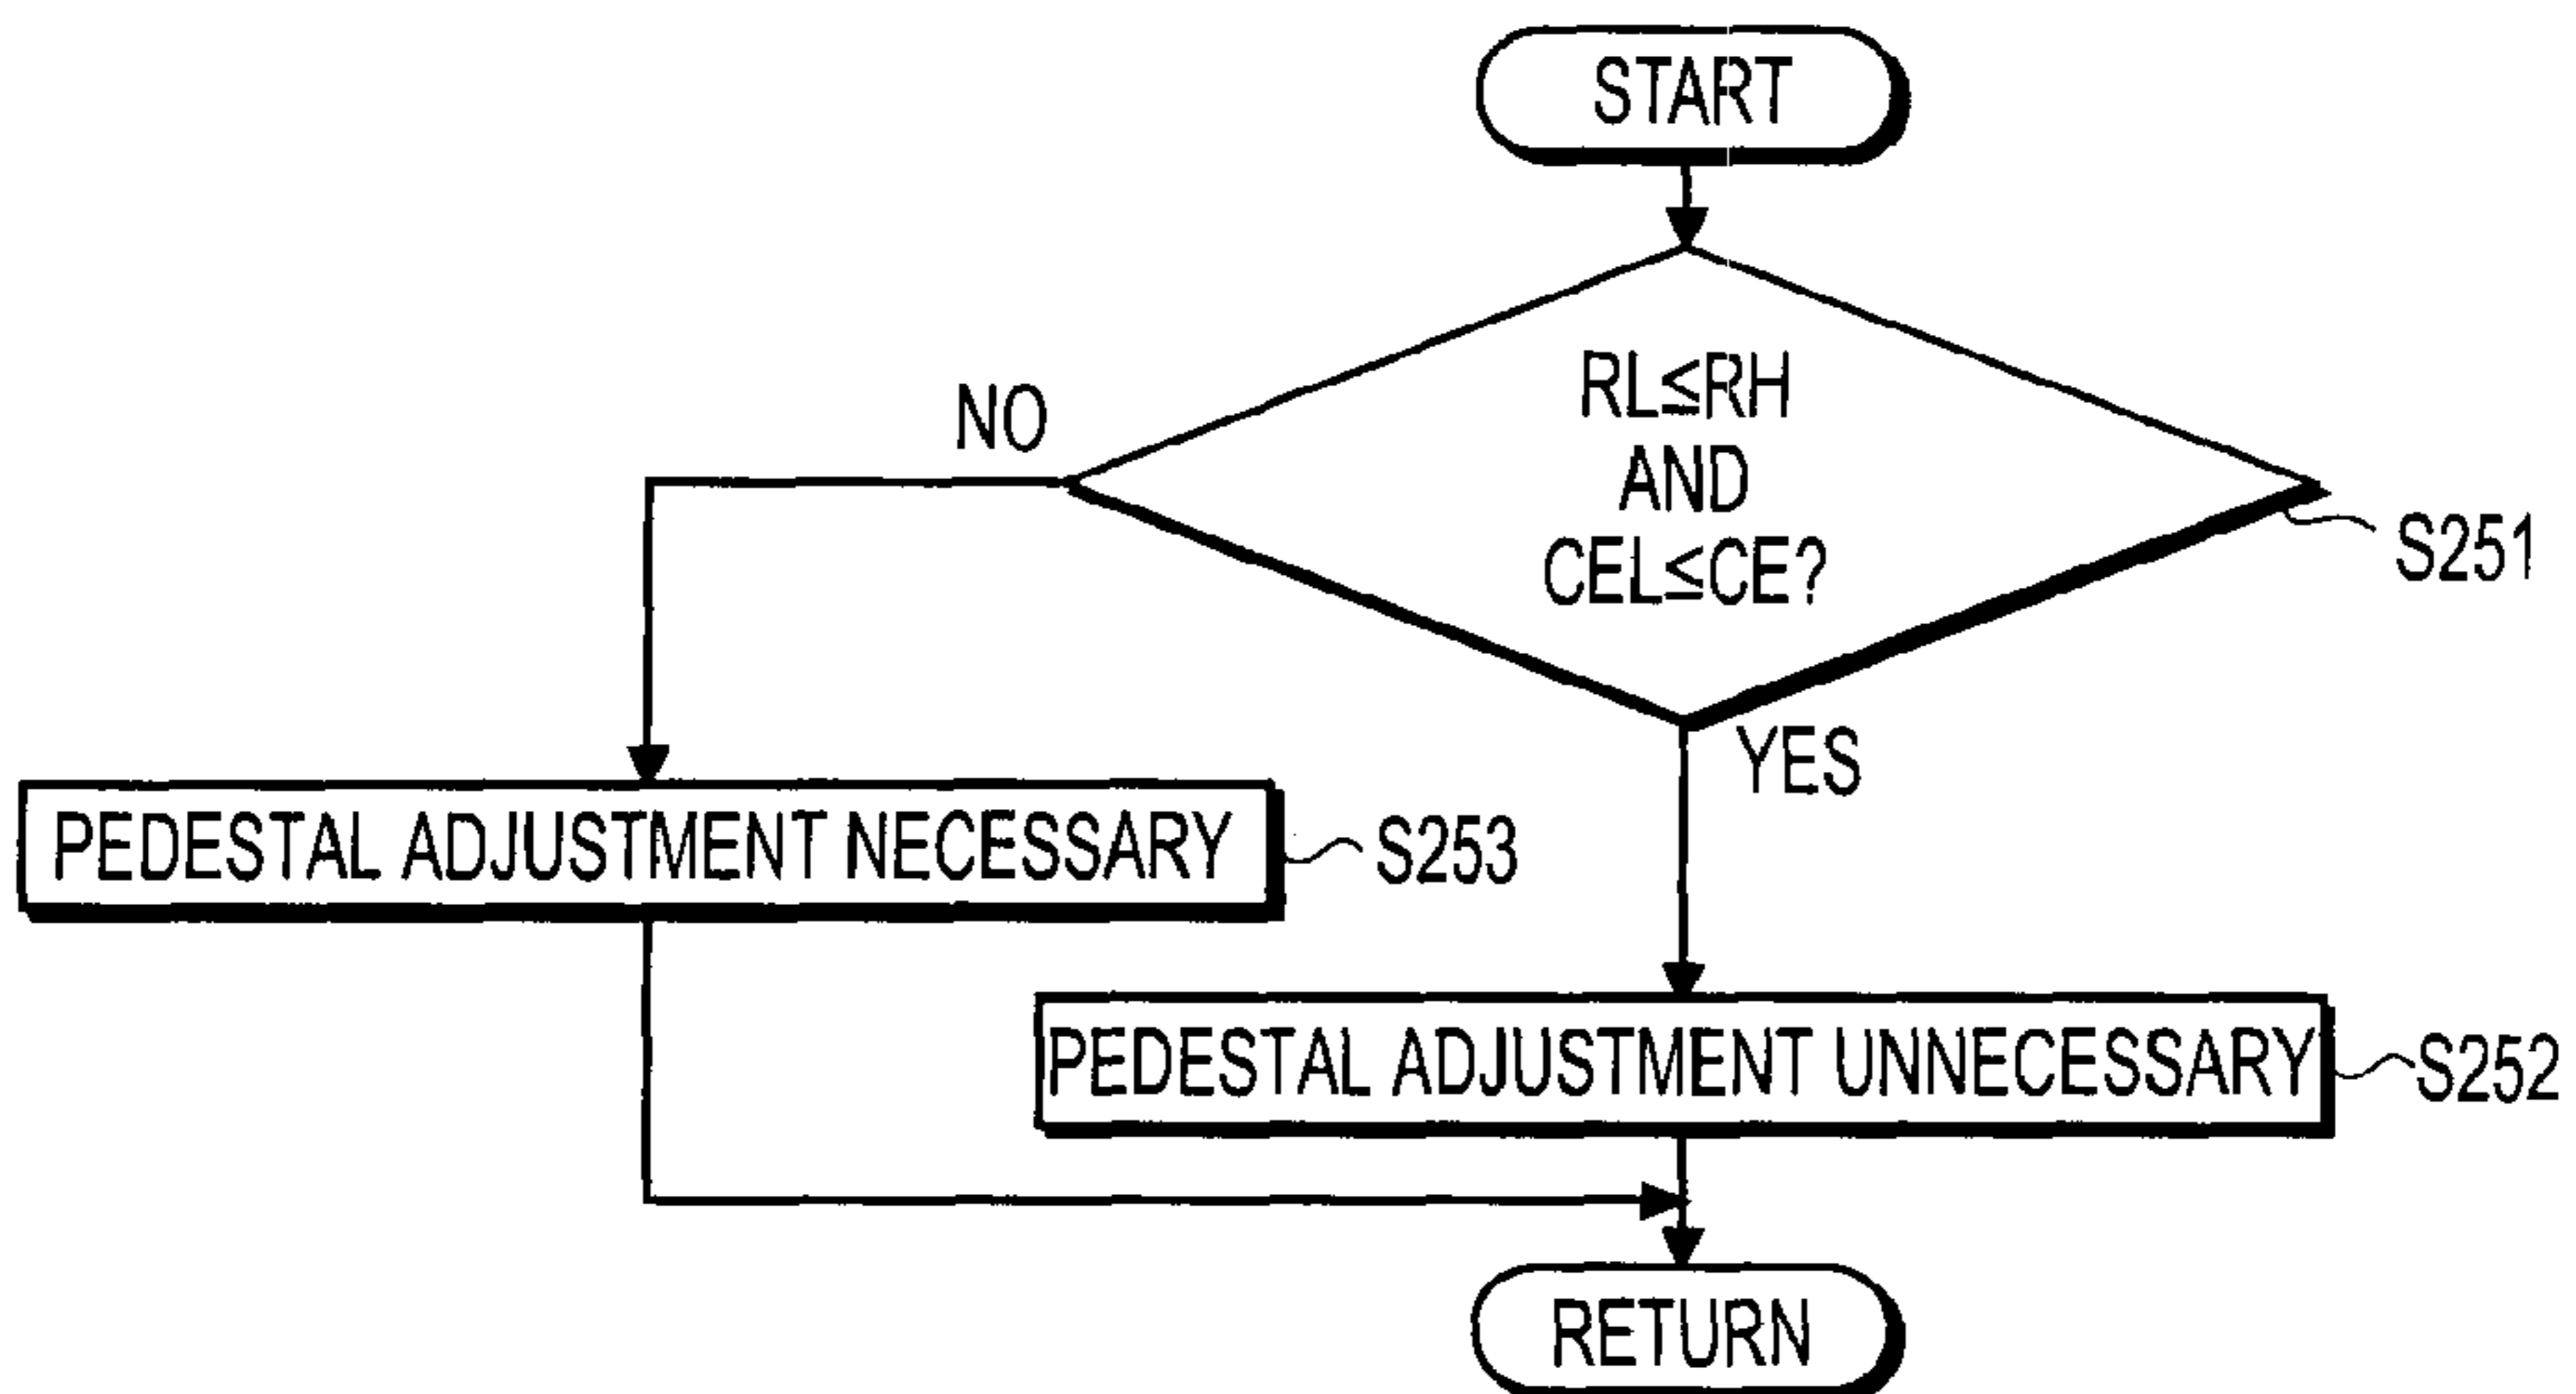 START
RL≤RH
AND
CEL≤CE?
NO
S251
YES
PEDESTAL ADJUSTMENT NECESSARY
S253
PEDESTAL ADJUSTMENT UNNECESSARY
S252
RETURN